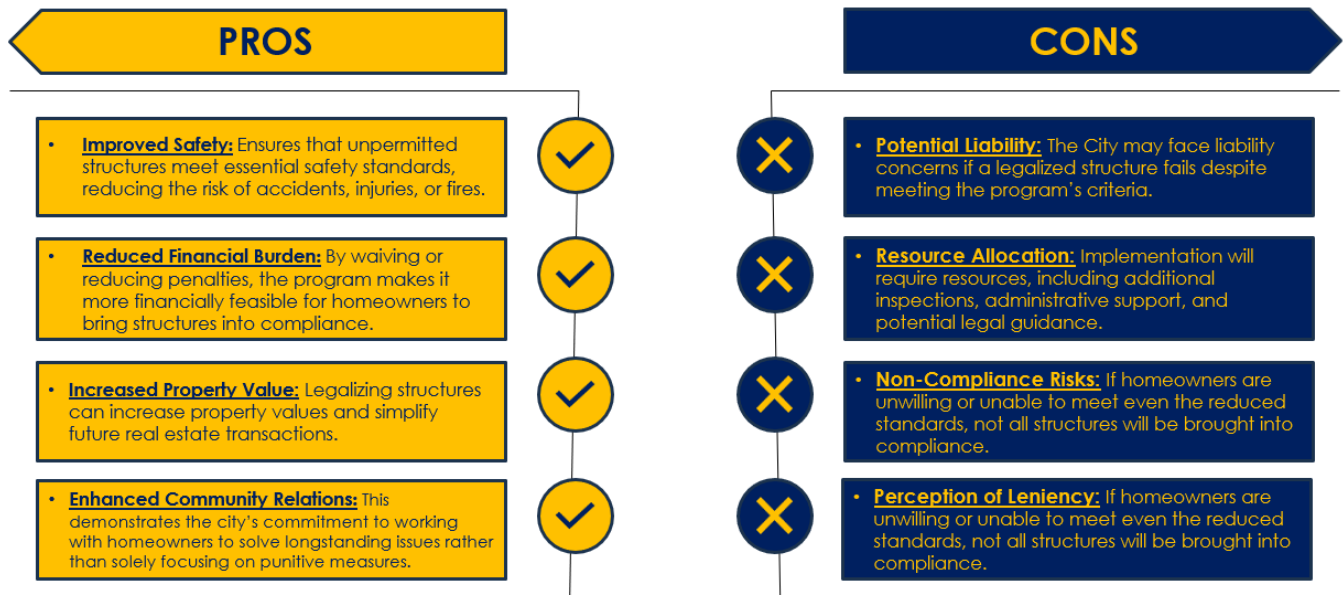 PROS
• Improved Safety: Ensures that unpermitted
structures meet essential safety standards,
reducing the risk of accidents, injuries, or fires.
• Reduced Financial Burden: By waiving or
reducing penalties, the program makes it
more financially feasible for homeowners to
bring structures into compliance.
• Increased Property Value: Legalizing structures
can increase property values and simplify
future real estate transactions.
• Enhanced Community Relations: This
demonstrates the city’s commitment to working
with homeowners to solve longstanding issues rather
than solely focusing on punitive measures.
CONS
• Potential Liability: The City may face liability
concerns if a legalized structure fails despite
meeting the program’s criteria.
• Resource Allocation: Implementation will
require resources, including additional
inspections, administrative support, and
potential legal guidance.
• Non-Compliance Risks: If homeowners are
unwilling or unable to meet even the reduced
standards, not all structures will be brought into
compliance.
• Perception of Leniency: If homeowners are
unwilling or unable to meet even the reduced
standards, not all structures will be brought into
compliance.